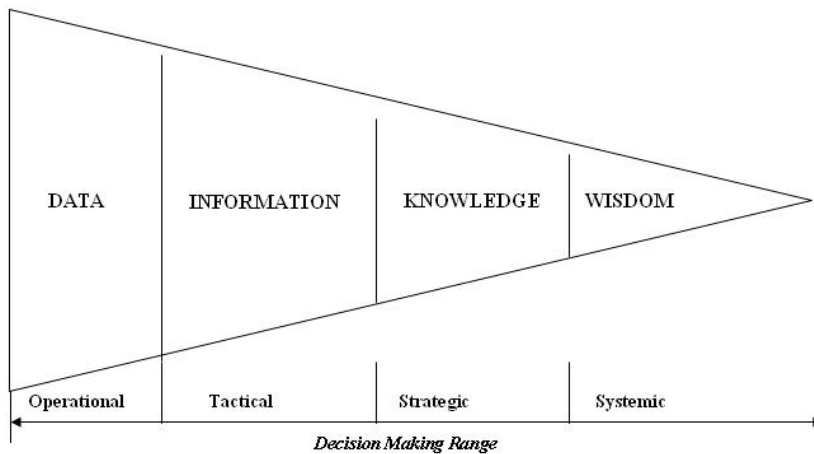 DATA INFORMATION KNOWLEDGE WISDOM
Operational Tactical Strategic Systemic
Decision Making Range